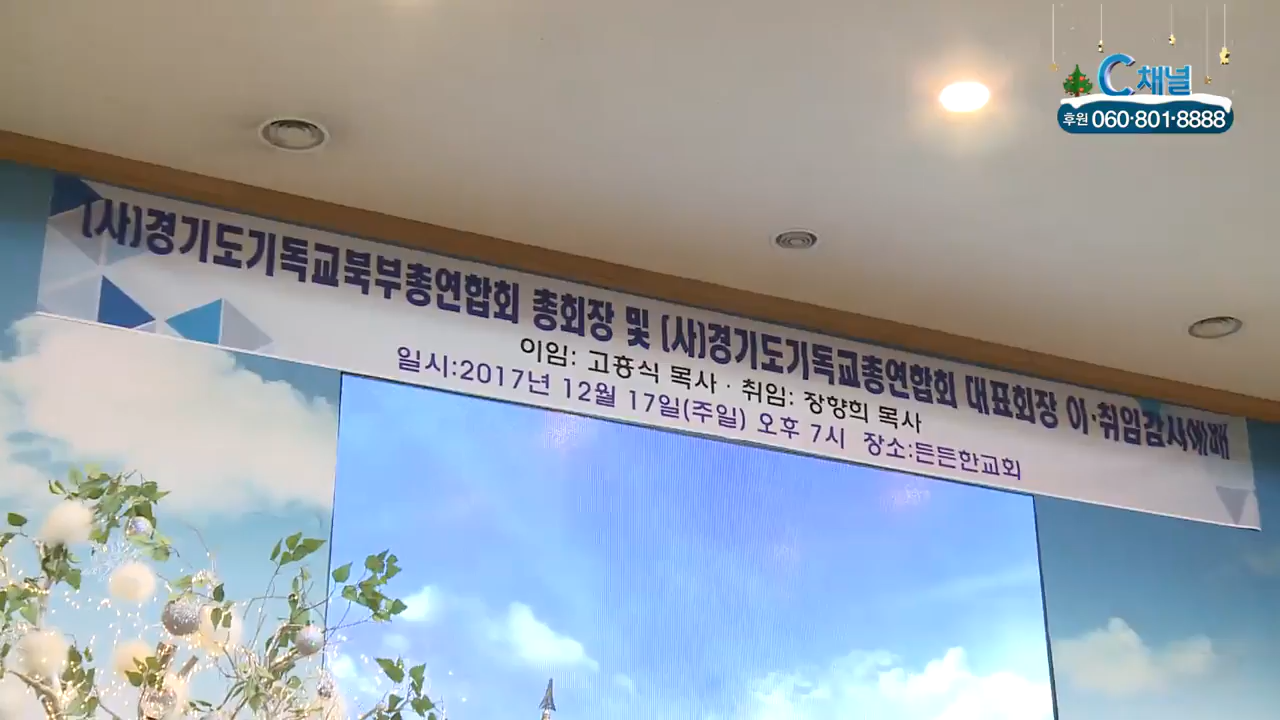 C채널
후원 060·801·8888
(사)경기도기독교북부총연합회 총회장 및 (사)경기도기독교총연합회 대표회장 이·취임감사예배
이임: 고흥식 목사 · 취임: 장향희 목사
일시:2017년 12월 17일(주일) 오후 7시 장소:든든한교회